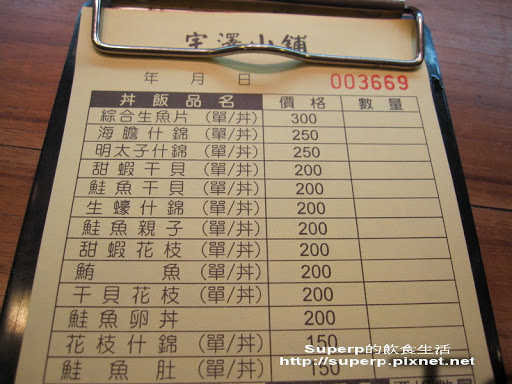 宇澤小舖
年 月 日 003669
丼飯品名 價格 數量
綜合生魚片 (單/丼) 300
海膽什錦 (單/丼) 250
明太子什錦 (單/丼) 250
甜蝦干貝 (單/丼) 200
鮭魚干貝 (單/丼) 200
生蠔什錦 (單/丼) 200
鮭魚親子 (單/丼) 200
甜蝦花枝 (單/丼) 200
鮪魚 (單/丼) 200
干貝花枝 (單/丼) 200
鮭魚卵丼 200
花枝什錦 (單/丼) 150
鮭魚肚 (單/丼) 150
Superp的飲食生活
http://superp.pixnet.net